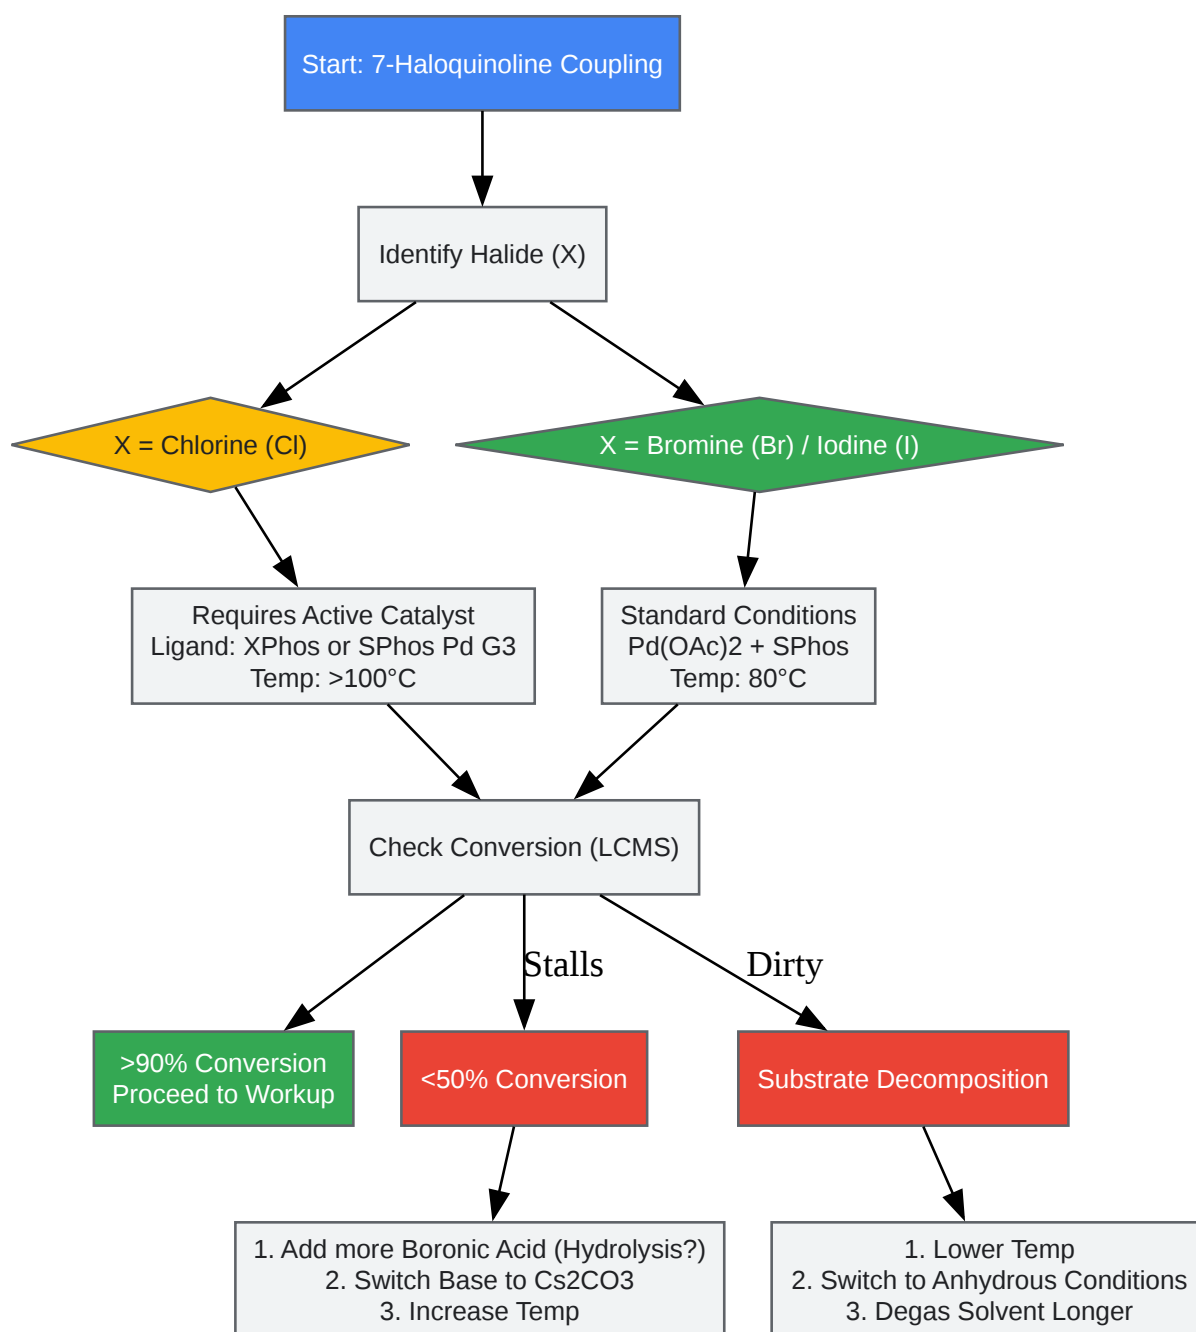 Start: 7-Haloquinoline Coupling
Identify Halide (X)
X = Chlorine (Cl)
X = Bromine (Br) / Iodine (I)
Requires Active Catalyst
Ligand: XPhos or SPhos Pd G3
Temp: >100°C
Standard Conditions
Pd(OAc)2 + SPhos
Temp: 80°C
Check Conversion (LCMS)
Stalls
Dirty
>90% Conversion
Proceed to Workup
<50% Conversion
Substrate Decomposition
1. Add more Boronic Acid (Hydrolysis?)
2. Switch Base to Cs2CO3
3. Increase Temp
1. Lower Temp
2. Switch to Anhydrous Conditions
3. Degas Solvent Longer